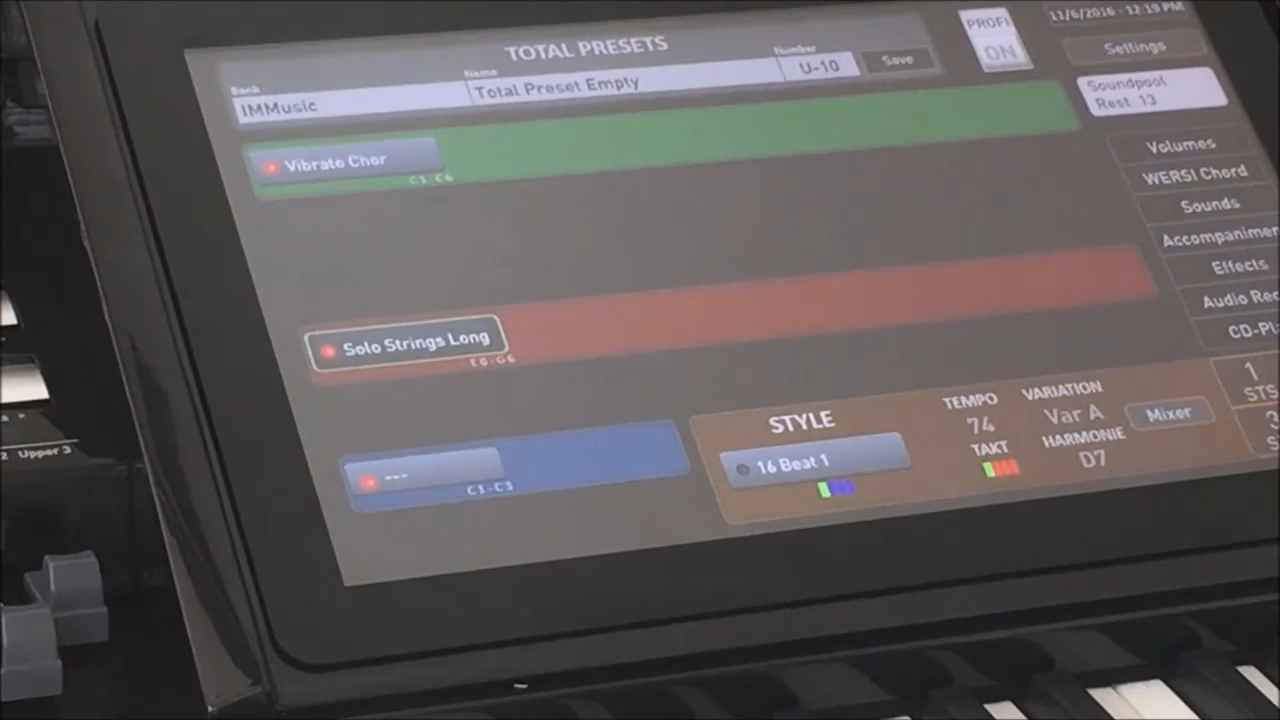 TOTAL PRESETS
Bank
Name
Number
IMMusic
Total Preset Empty
U-10
Save
PROFI
ON
11/6/2016 - 12:19 PM
Settings
Soundpool
Rest. 13
Vibrato Chor
C1-C6
Volumes
WERSI Chord
Sounds
Accompanimen
Effects
Audio Rec
CD-Pl
Solo Strings Long
E0-G6
---
C1-C3
STYLE
16 Beat 1
TEMPO
74
TAKT
VARIATION
Var A
HARMONIE
D7
Mixer
1
STS
3
S
2 Upper 3